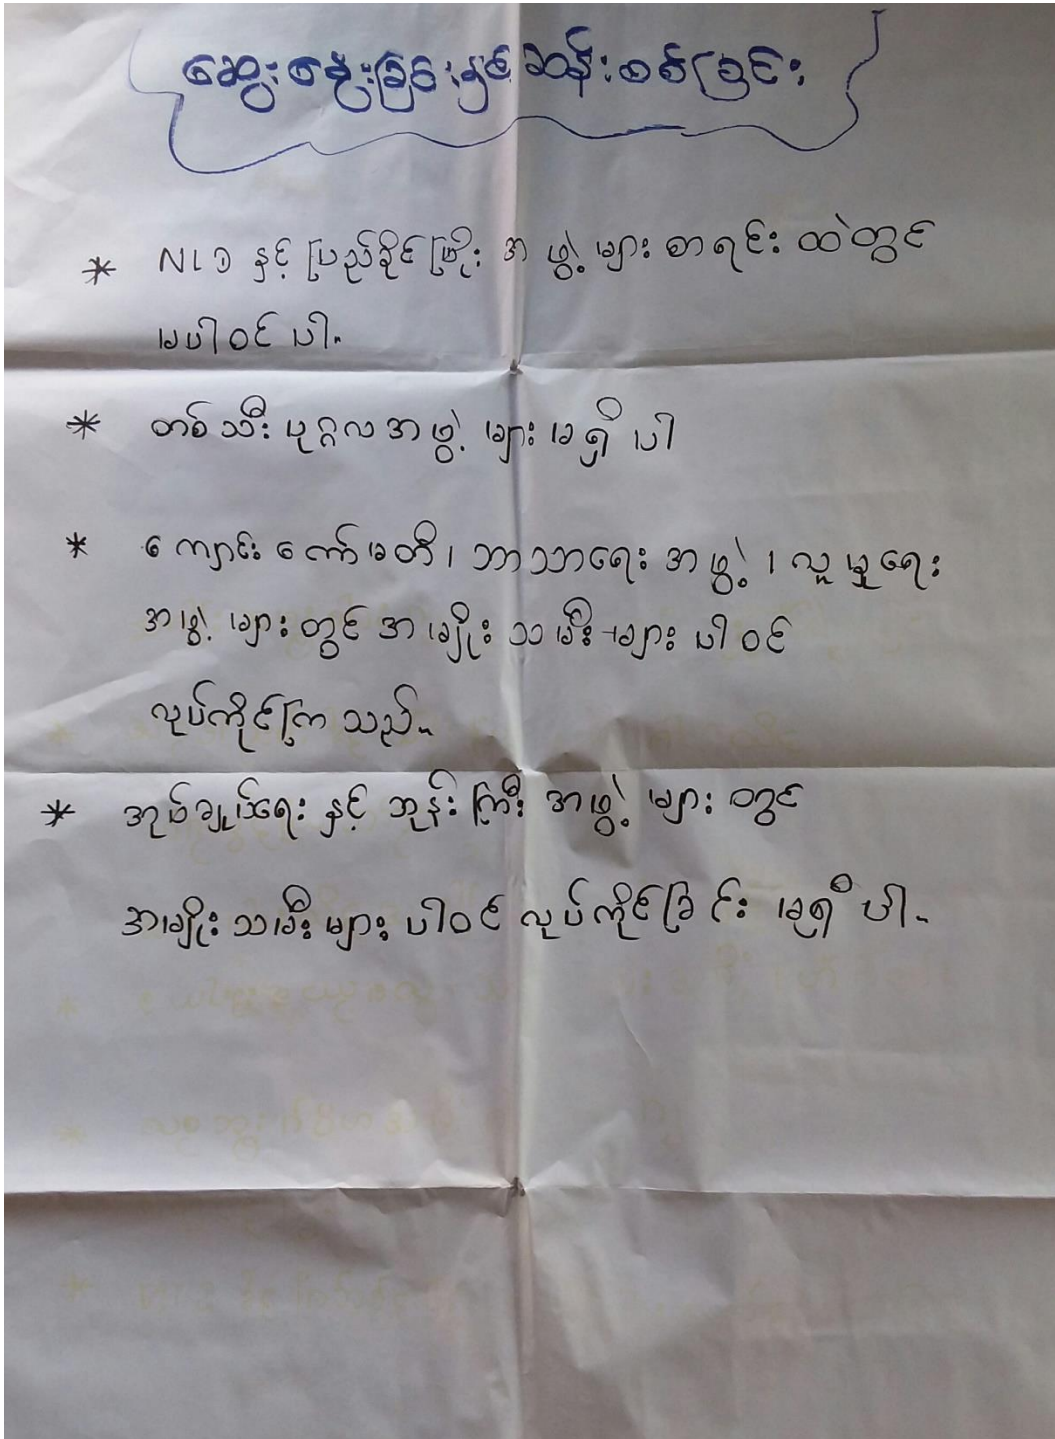 ဆွေးနွေးခြင်းနှင့် ဆန်းစစ်ခြင်း
* NLD နှင့် ပြည်ခိုင်ဖြိုး အဖွဲ့များ စာရင်းထဲတွင်
မပါဝင်ပါ။
* တစ်သီးပုဂ္ဂလအဖွဲ့များ မရှိပါ
* ကျောင်းကော်မတီ၊ ဘာသာရေးအဖွဲ့၊ လူမှုရေး
အဖွဲ့များတွင် အမျိုးသမီးများ ပါဝင်
လုပ်ကိုင်ကြသည်။
* အုပ်ချုပ်ရေး နှင့် ဘုန်းကြီး အဖွဲ့များတွင်
အမျိုးသမီးများ ပါဝင်လုပ်ကိုင်ခြင်း မရှိပါ။